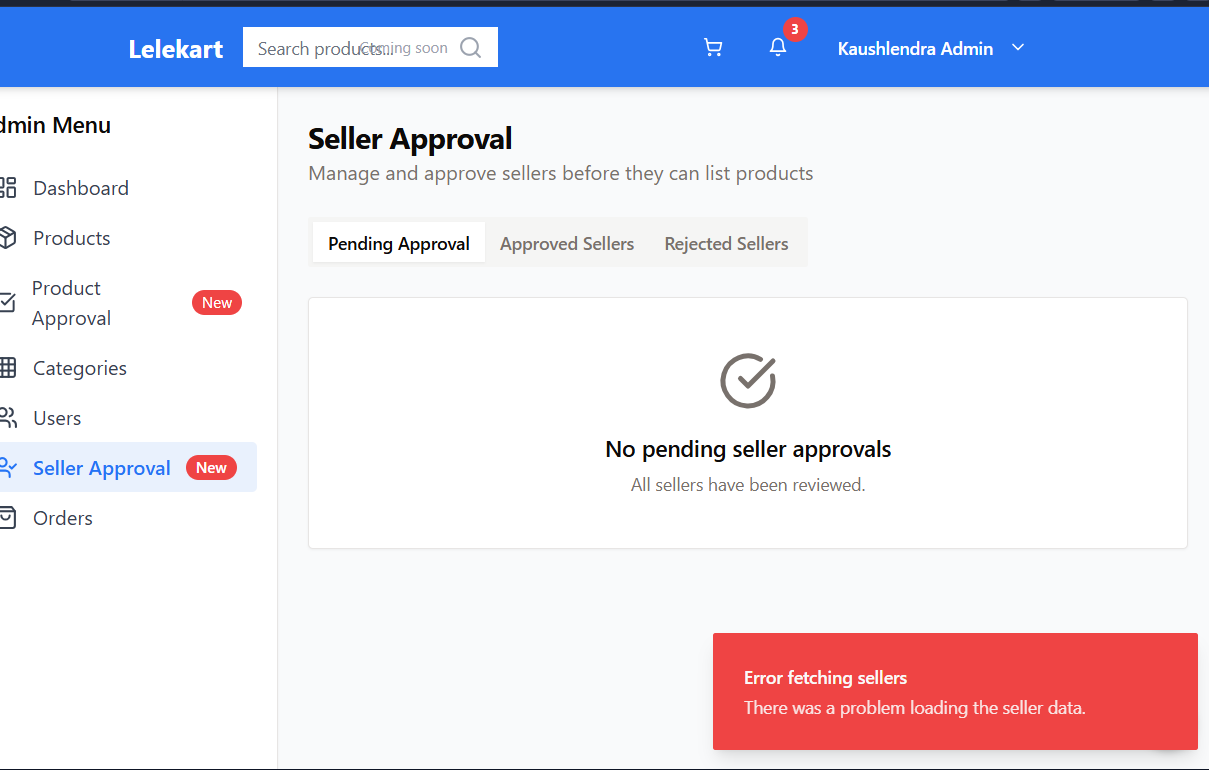 Lelekart
Search products...
Coming soon
3
Kaushlendra Admin
dmin Menu
Dashboard
Products
Product
Approval
New
Categories
Users
Seller Approval
New
Orders
Seller Approval
Manage and approve sellers before they can list products
Pending Approval Approved Sellers Rejected Sellers
No pending seller approvals
All sellers have been reviewed.
Error fetching sellers
There was a problem loading the seller data.